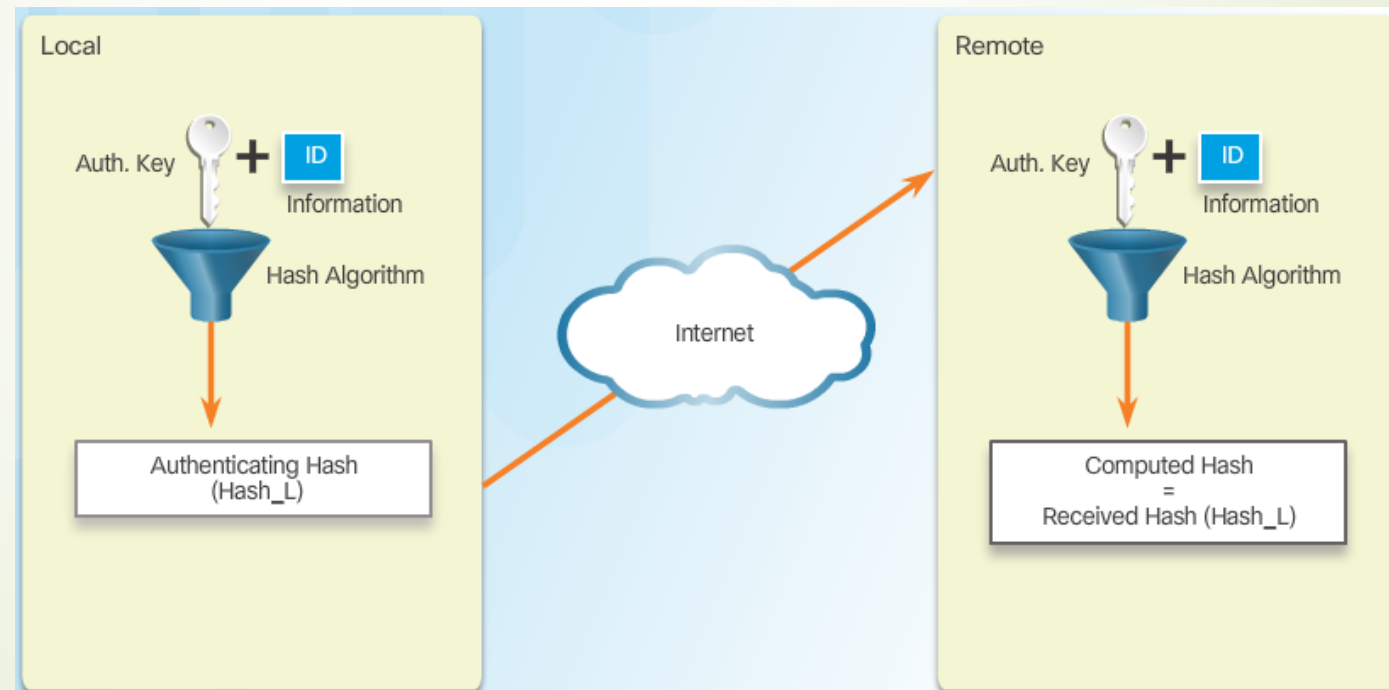 Local
Auth. Key
ID
Information
Hash Algorithm
Authenticating Hash
(Hash_L)
Internet
Remote
Auth. Key
ID
Information
Hash Algorithm
Computed Hash
=
Received Hash (Hash_L)